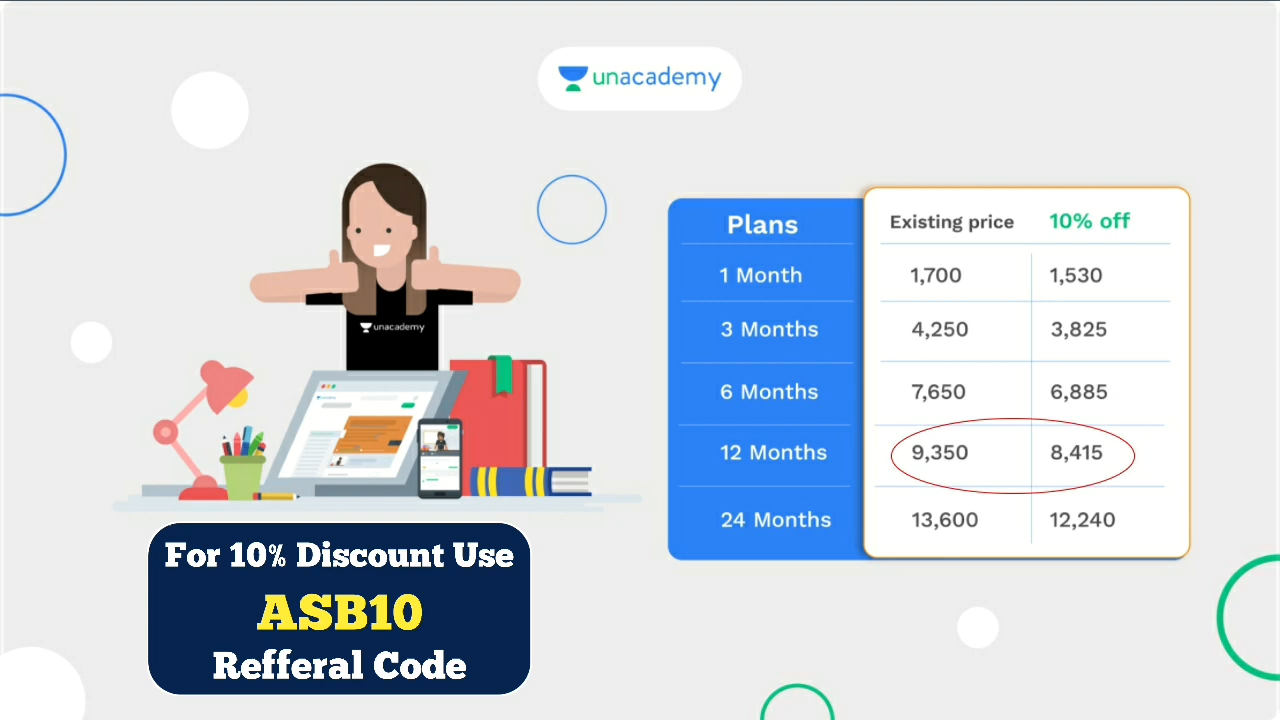 unacademy
unacademy
Plans Existing price 10% off
1 Month 1,700 1,530
3 Months 4,250 3,825
6 Months 7,650 6,885
12 Months 9,350 8,415
24 Months 13,600 12,240
For 10% Discount Use
ASB10
Refferal Code